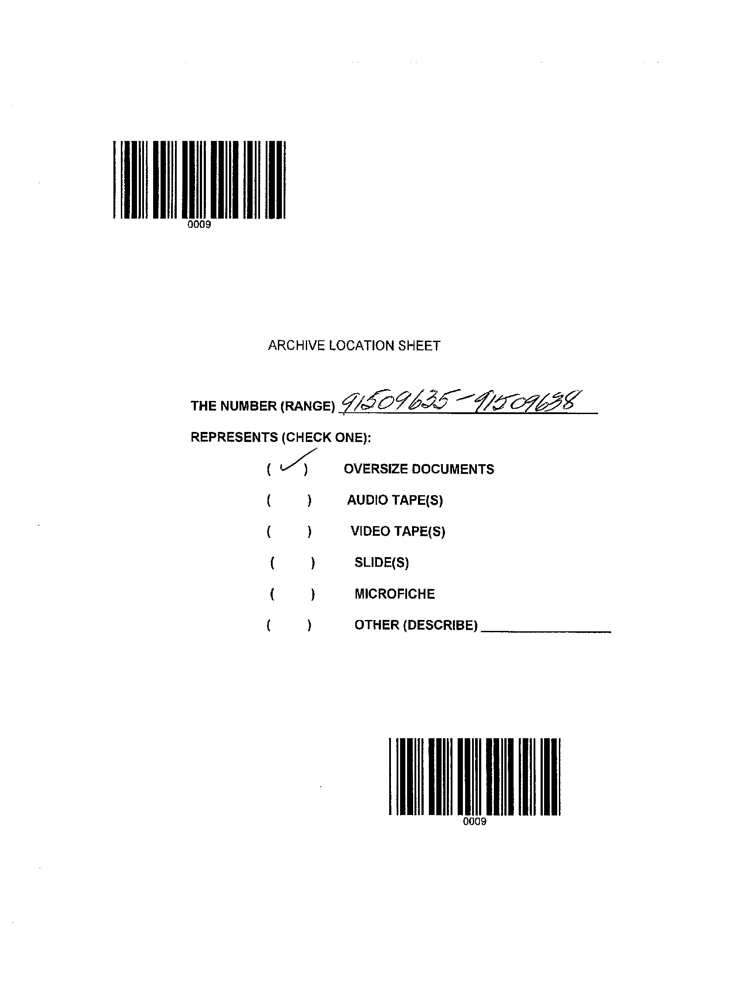 0009
ARCHIVE LOCATION SHEET
THE NUMBER (RANGE) 91509635-91509638
REPRESENTS (CHECK ONE):
( ✓ ) OVERSIZE DOCUMENTS
( ) AUDIO TAPE(S)
( ) VIDEO TAPE(S)
( ) SLIDE(S)
( ) MICROFICHE
( ) OTHER (DESCRIBE)
0009